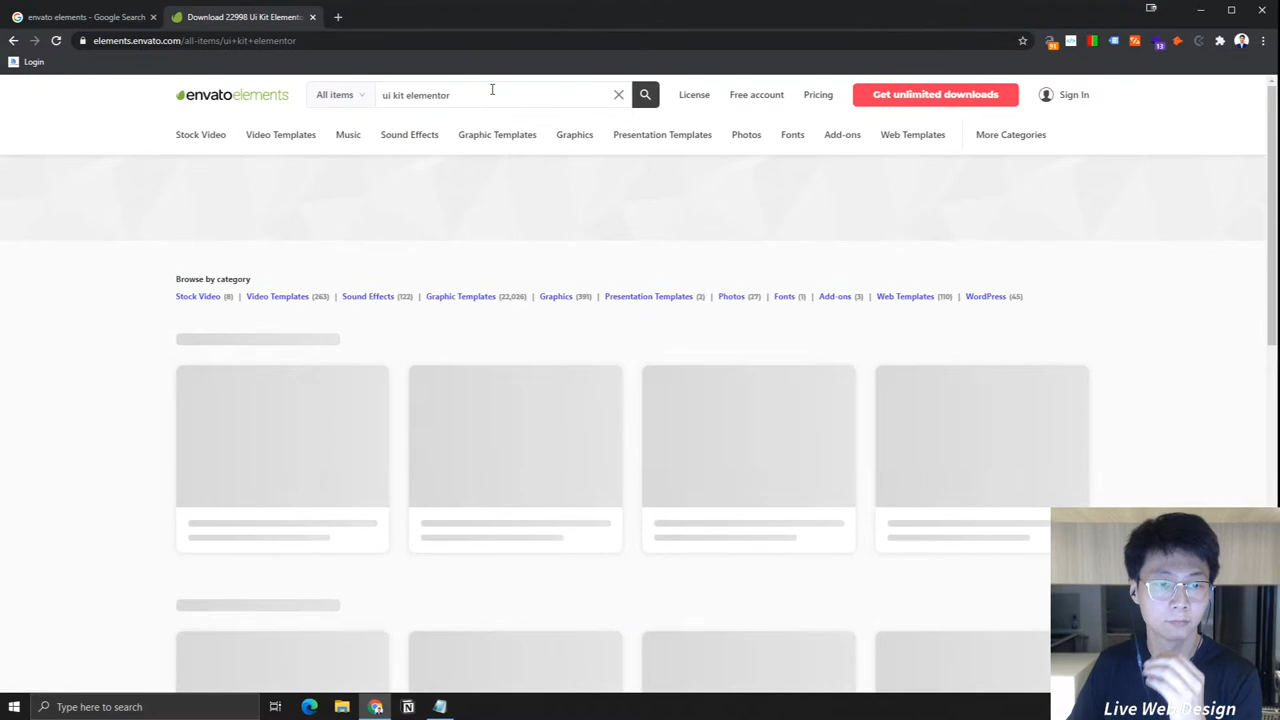 envato elements - Google Search
Download 22998 Ui Kit Elemento
elements.envato.com/all-items/ui+kit+elementor
91
13
Login
envatoelements
All items
ui kit elementor
License
Free account
Pricing
Get unlimited downloads
Sign In
Stock Video
Video Templates
Music
Sound Effects
Graphic Templates
Graphics
Presentation Templates
Photos
Fonts
Add-ons
Web Templates
More Categories
Browse by category
Stock Video (8) | Video Templates (263) | Sound Effects (122) | Graphic Templates (22,026) | Graphics (391) | Presentation Templates (2) | Photos (27) | Fonts (1) | Add-ons (3) | Web Templates (110) | WordPress (45)
Type here to search
Live Web Design